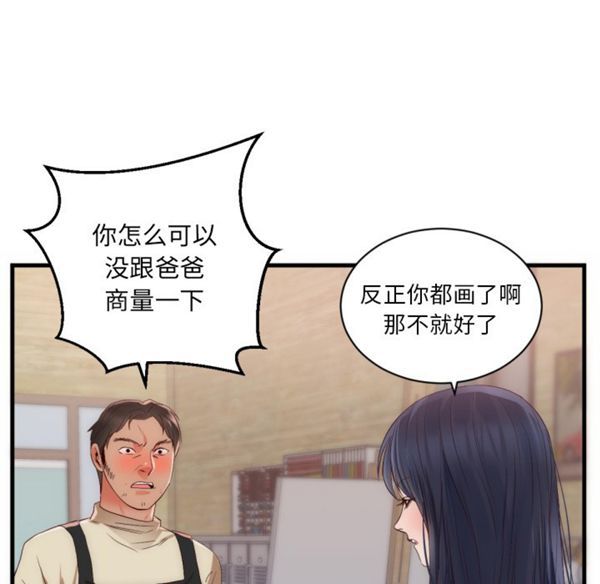 你怎么可以
没跟爸爸
商量一下
反正你都画了啊
那不就好了